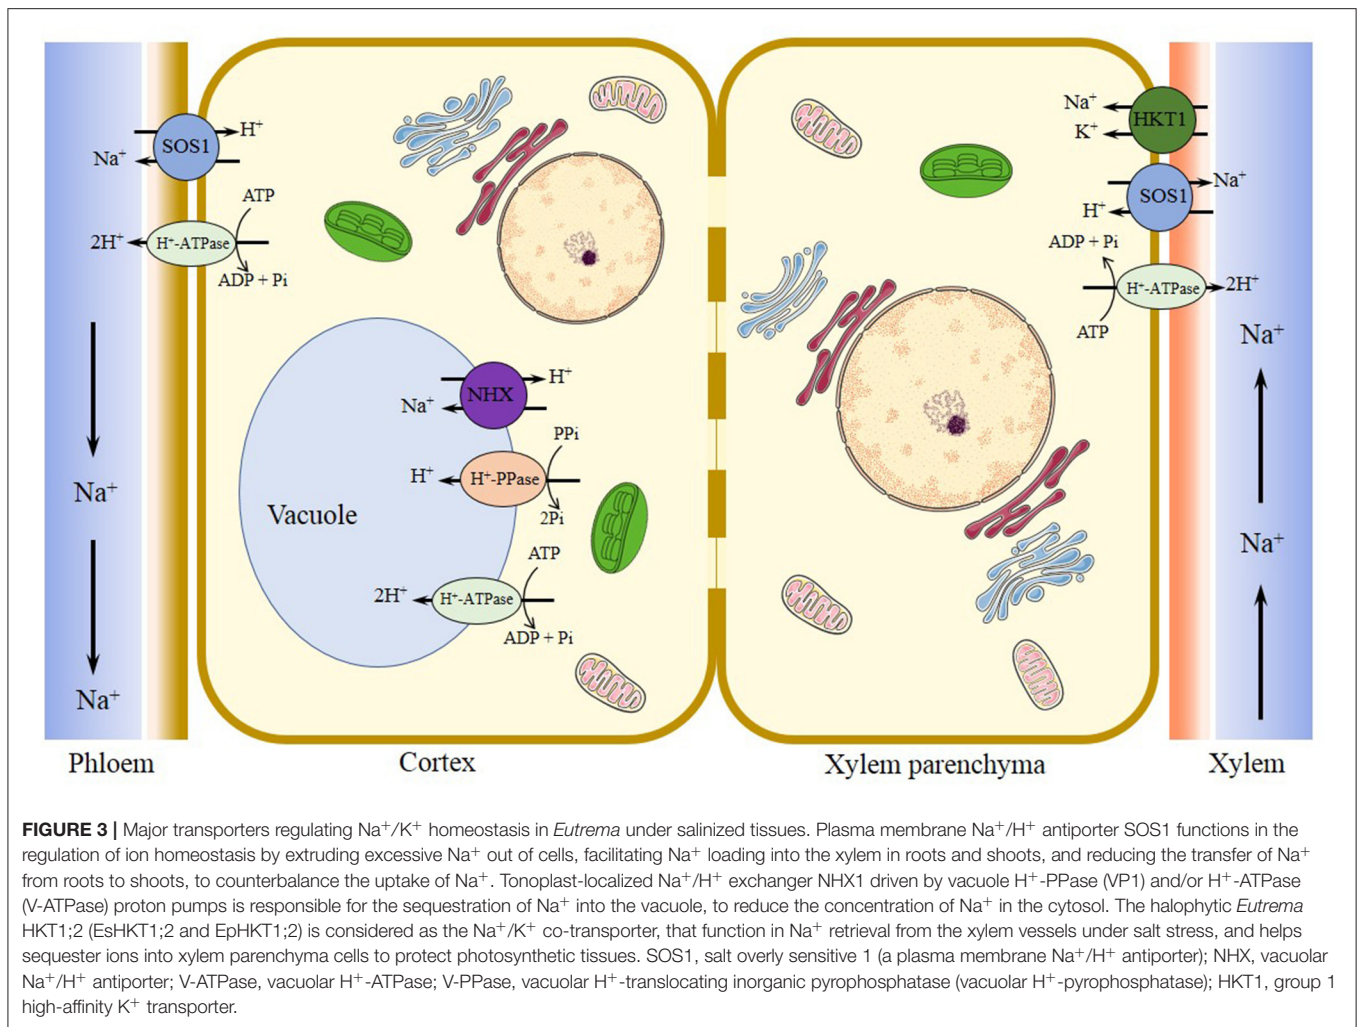 SOS1
H⁺
Na⁺
ATP
2H⁺
H⁺-ATPase
ADP + Pi
Na⁺
Na⁺
NHX
H⁺
Na⁺
PPi
H⁺
H⁺-PPase
2Pi
Vacuole
ATP
2H⁺
H⁺-ATPase
ADP + Pi
Na⁺
K⁺
HKT1
SOS1
Na⁺
H⁺
ADP + Pi
H⁺-ATPase
2H⁺
ATP
Na⁺
Na⁺
Phloem
Cortex
Xylem parenchyma
Xylem
FIGURE 3 | Major transporters regulating Na⁺/K⁺ homeostasis in Eutrema under salinized tissues. Plasma membrane Na⁺/H⁺ antiporter SOS1 functions in the
regulation of ion homeostasis by extruding excessive Na⁺ out of cells, facilitating Na⁺ loading into the xylem in roots and shoots, and reducing the transfer of Na⁺
from roots to shoots, to counterbalance the uptake of Na⁺. Tonoplast-localized Na⁺/H⁺ exchanger NHX1 driven by vacuole H⁺-PPase (VP1) and/or H⁺-ATPase
(V-ATPase) proton pumps is responsible for the sequestration of Na⁺ into the vacuole, to reduce the concentration of Na⁺ in the cytosol. The halophytic Eutrema
HKT1;2 (EsHKT1;2 and EpHKT1;2) is considered as the Na⁺/K⁺ co-transporter, that function in Na⁺ retrieval from the xylem vessels under salt stress, and helps
sequester ions into xylem parenchyma cells to protect photosynthetic tissues. SOS1, salt overly sensitive 1 (a plasma membrane Na⁺/H⁺ antiporter); NHX, vacuolar
Na⁺/H⁺ antiporter; V-ATPase, vacuolar H⁺-ATPase; V-PPase, vacuolar H⁺-translocating inorganic pyrophosphatase (vacuolar H⁺-pyrophosphatase); HKT1, group 1
high-affinity K⁺ transporter.